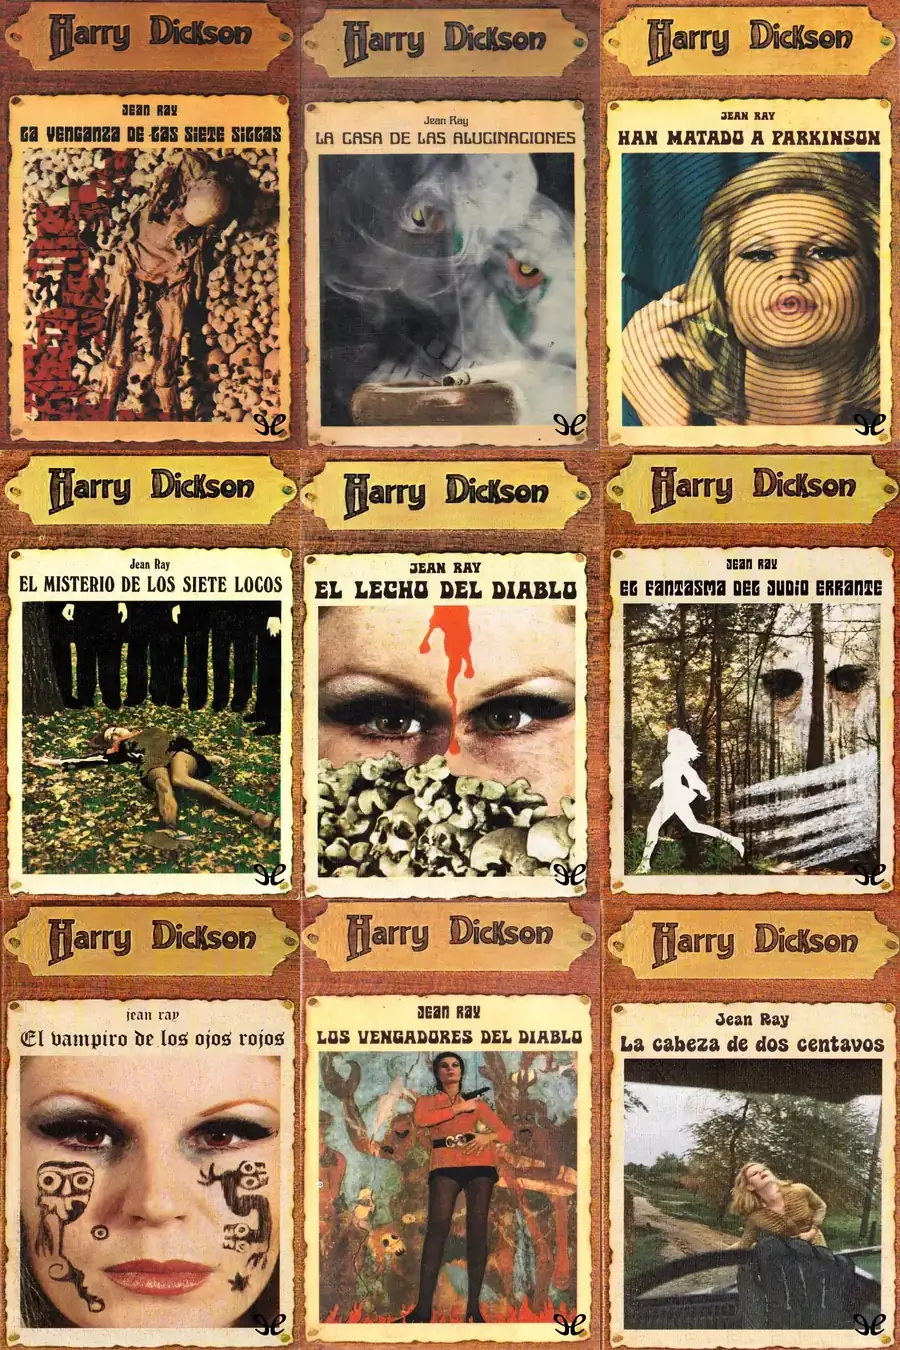 Harry Dickson
JEAN RAY
LA VENGANZA DE LAS SIETE SILLAS
Harry Dickson
Jean Ray
LA CASA DE LAS ALUCINACIONES
Harry Dickson
JEAN RAY
HAN MATADO A PARKINSON
Harry Dickson
Jean Ray
EL MISTERIO DE LOS SIETE LOCOS
Harry Dickson
JEAN RAY
EL LECHO DEL DIABLO
Harry Dickson
JEAN RAY
EL FANTASMA DEL JUDIO ERRANTE
Harry Dickson
jean ray
El vampiro de los ojos rojos
Harry Dickson
JEAN RAY
LOS VENGADORES DEL DIABLO
Harry Dickson
Jean Ray
La cabeza de dos centavos